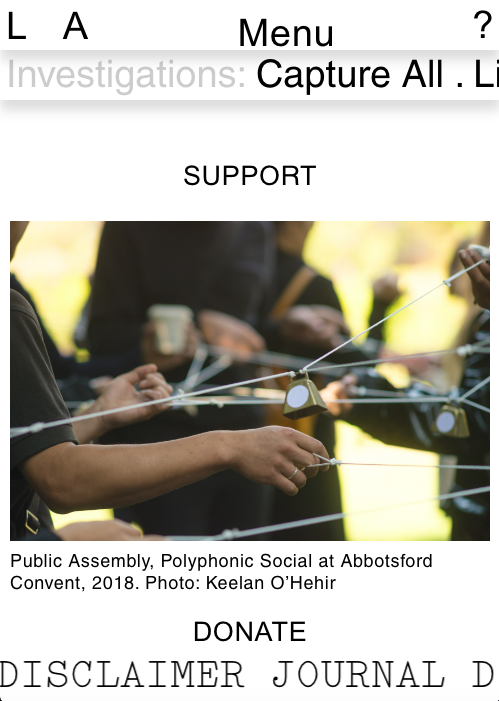 L A Menu ?
Investigations: Capture All . Li
SUPPORT
Public Assembly, Polyphonic Social at Abbotsford
Convent, 2018. Photo: Keelan O’Hehir
DONATE
DISCLAIMER JOURNAL D